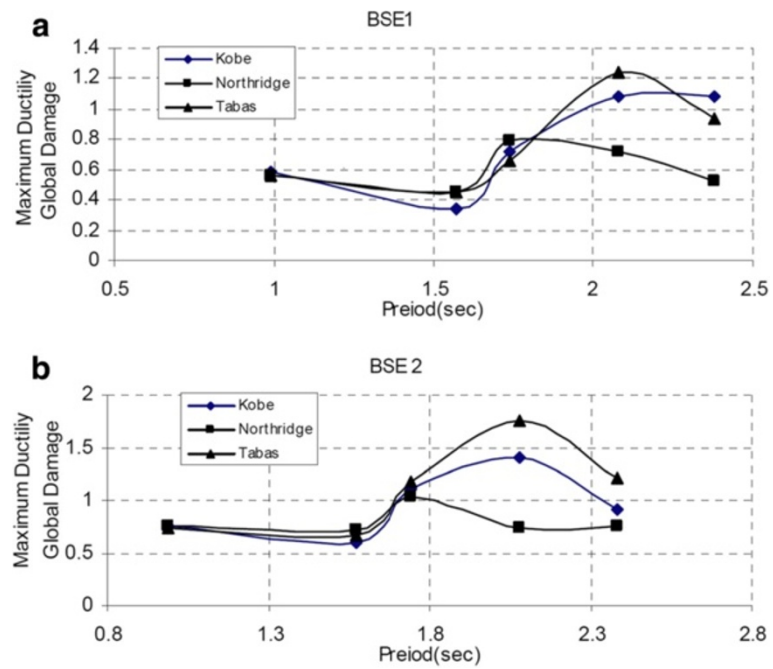 a
BSE1
Maximum Ductiliy
Global Damage
1.4
1.2
1
0.8
0.6
0.4
0.2
0
Kobe
Northridge
Tabas
0.5
1
1.5
2
2.5
Preiod(sec)
b
BSE 2
Maximum Ductiliy
Global Damage
2
1.5
1
0.5
0
Kobe
Northridge
Tabas
0.8
1.3
1.8
2.3
2.8
Preiod(sec)